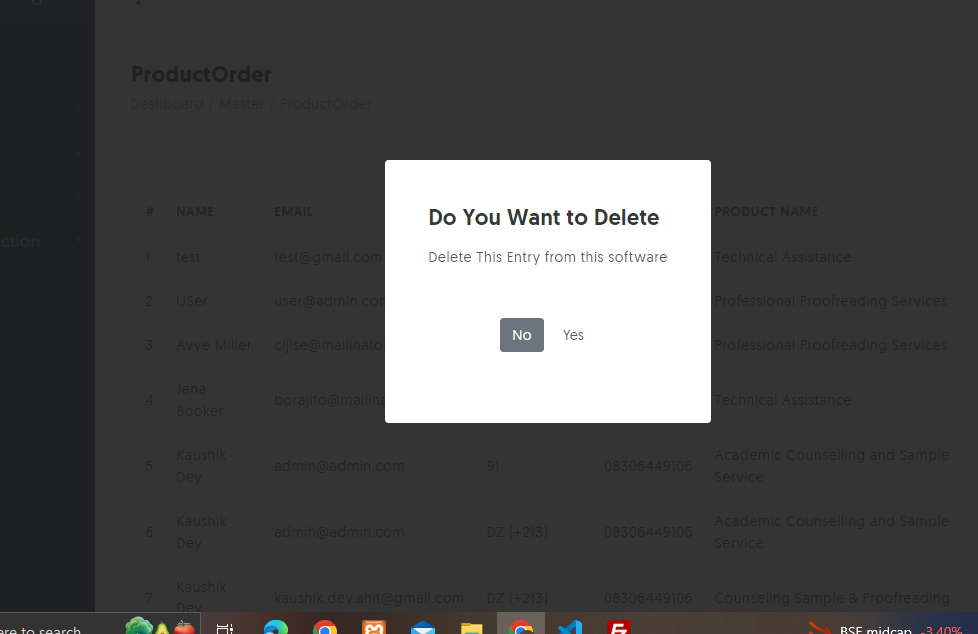 ProductOrder
Dashboard / Master / ProductOrder
# NAME EMAIL PRODUCT NAME
Do You Want to Delete
Delete This Entry from this software
No Yes
1 test test@gmail.com Technical Assistance
2 USer user@admin.com Professional Proofreading Services
3 Avye Miller cijise@mailinato Professional Proofreading Services
4 Jena Booker borajito@mailina Technical Assistance
5 Kaushik Dey admin@admin.com 91 08306449106 Academic Counselling and Sample Service
6 Kaushik Dey admin@admin.com DZ (+213) 08306449106 Academic Counselling and Sample Service
7 Kaushik Dey kaushik.dey.ahit@gmail.com DZ (+213) 08306449106 Counseling Sample & Proofreading
ction
ere to search
BSE midcap -3.40%